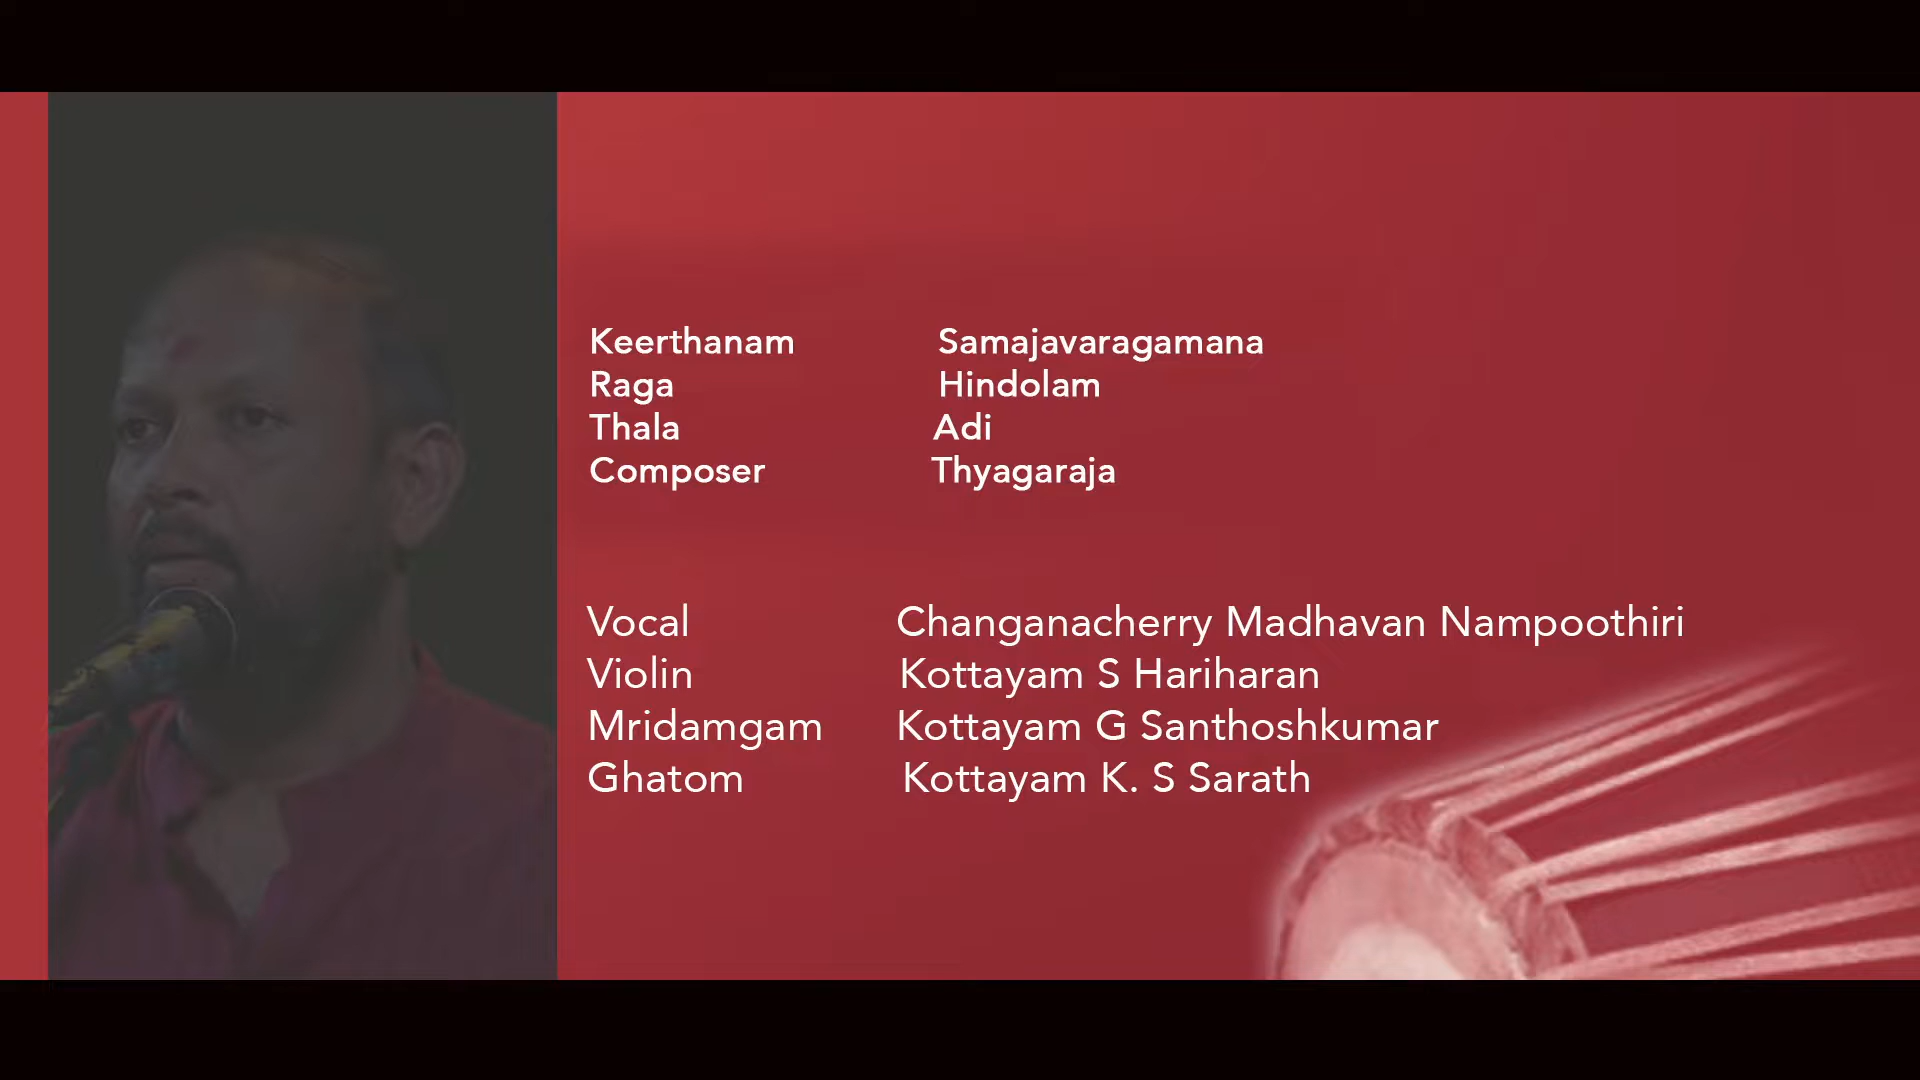 Keerthanam Samajavaragamana
Raga Hindolam
Thala Adi
Composer Thyagaraja
Vocal Changanacherry Madhavan Nampoothiri
Violin Kottayam S Hariharan
Mridamgam Kottayam G Santhoshkumar
Ghatom Kottayam K. S Sarath